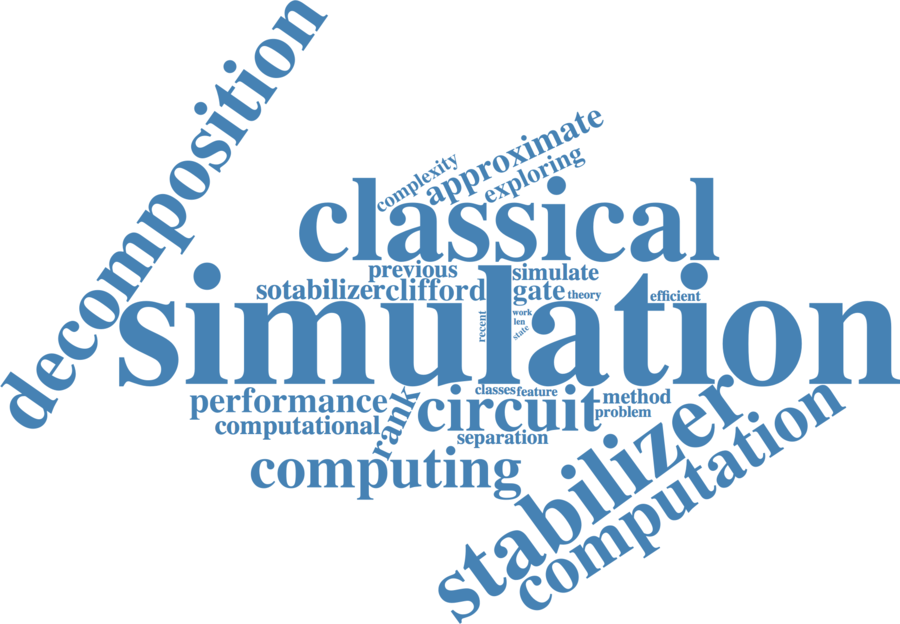 decomposition
complexity
approximate
exploring
classical
previous
simulate
sotabilizer
clifford
gate
theory
efficient
simulation
recent
work
len
state
performance
computational
rank
classes
feature
circuit
method
problem
separation
computing
stabilizer
computation